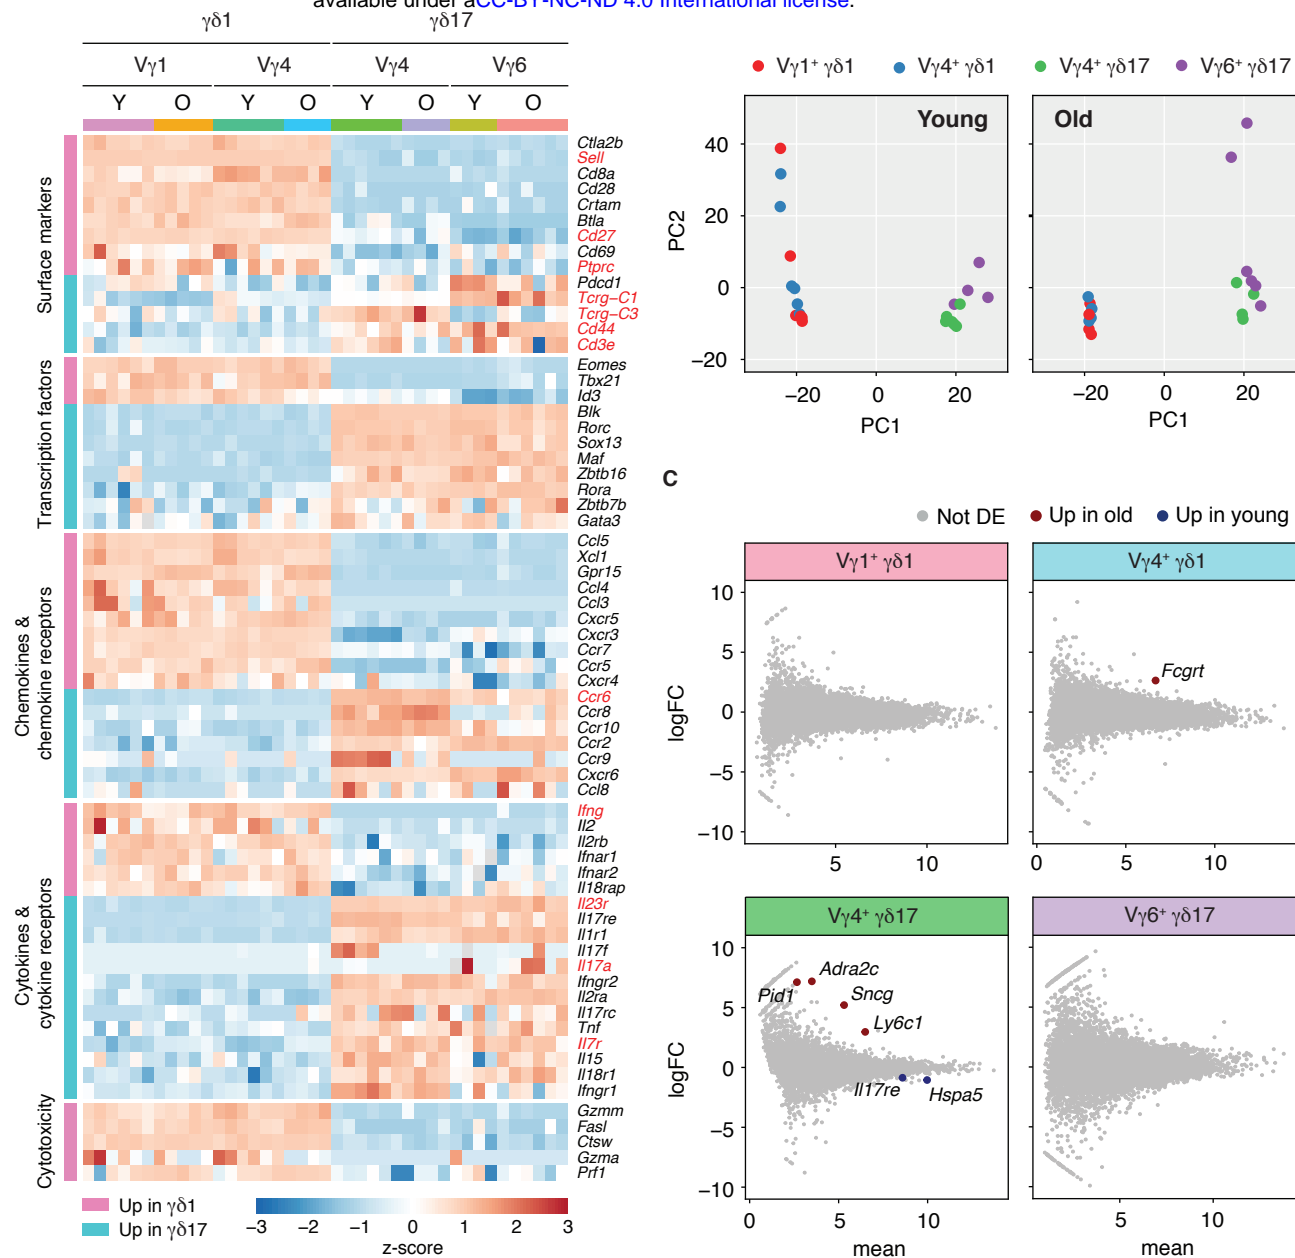 available under aCC-BY-NC-ND 4.0 International license.
γδ1 γδ17
Vγ1 Vγ4 Vγ4 Vγ6
Y O Y O Y O Y O
Surface markers
Ctla2b
Sell
Cd8a
Cd28
Crtam
Btla
Cd27
Cd69
Ptprc
Pdcd1
Tcrg−C1
Tcrg−C3
Cd44
Cd3e
Transcription factors
Eomes
Tbx21
Id3
Blk
Rorc
Sox13
Maf
Zbtb16
Rora
Zbtb7b
Gata3
Chemokines &
chemokine receptors
Ccl5
Xcl1
Gpr15
Ccl4
Ccl3
Cxcr5
Cxcr3
Ccr7
Ccr5
Cxcr4
Ccr6
Ccr8
Ccr10
Ccr2
Ccr9
Cxcr6
Ccl8
Cytokines &
cytokine receptors
Ifng
Il2
Il2rb
Ifnar1
Ifnar2
Il18rap
Il23r
Il17re
Il1r1
Il17f
Il17a
Ifngr2
Il2ra
Il17rc
Tnf
Il7r
Il15
Il18r1
Ifngr1
Cytotoxicity
Gzmm
Fasl
Ctsw
Gzma
Prf1
Up in γδ1
Up in γδ17
−3 −2 −1 0 1 2 3
z-score
Vγ1⁺ γδ1 Vγ4⁺ γδ1 Vγ4⁺ γδ17 Vγ6⁺ γδ17
Young Old
PC2
40
20
0
−20
−20 0 20 −20 0 20
PC1 PC1
C
Not DE Up in old Up in young
Vγ1⁺ γδ1 Vγ4⁺ γδ1
logFC
10
5
0
−5
−10
Fcgrt
5 10 0 5 10
Vγ4⁺ γδ17 Vγ6⁺ γδ17
logFC
10
5
0
−5
−10
Adra2c
Pid1 Sncg
Ly6c1
Il17re Hspa5
0 5 10 5 10
mean mean